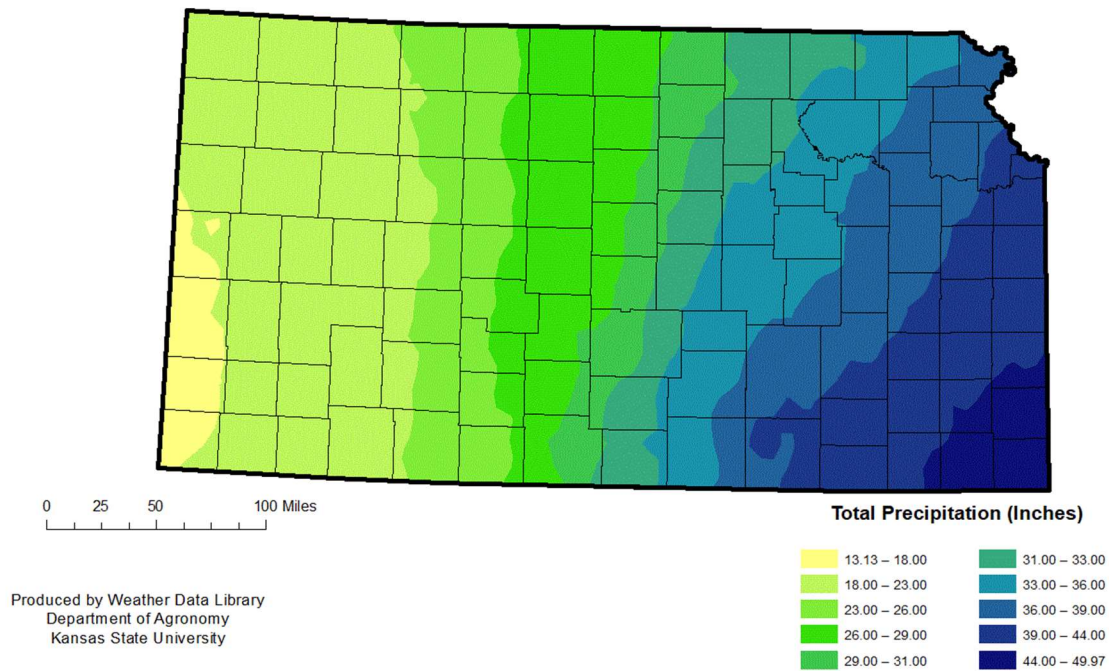 0 25 50 100 Miles
Total Precipitation (Inches)
13.13 – 18.00
18.00 – 23.00
23.00 – 26.00
26.00 – 29.00
29.00 – 31.00
31.00 – 33.00
33.00 – 36.00
36.00 – 39.00
39.00 – 44.00
44.00 – 49.97
Produced by Weather Data Library
Department of Agronomy
Kansas State University